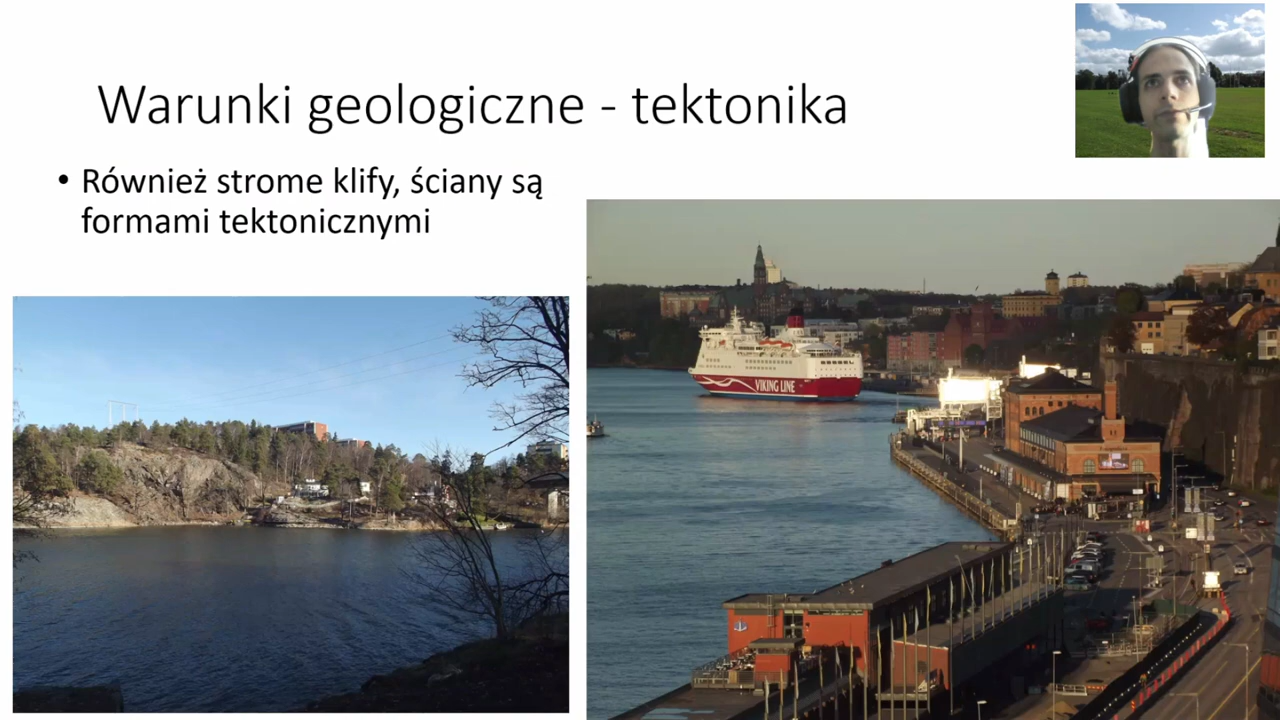 Warunki geologiczne - tektonika
• Również strome klify, ściany są
formami tektonicznymi
VIKING LINE